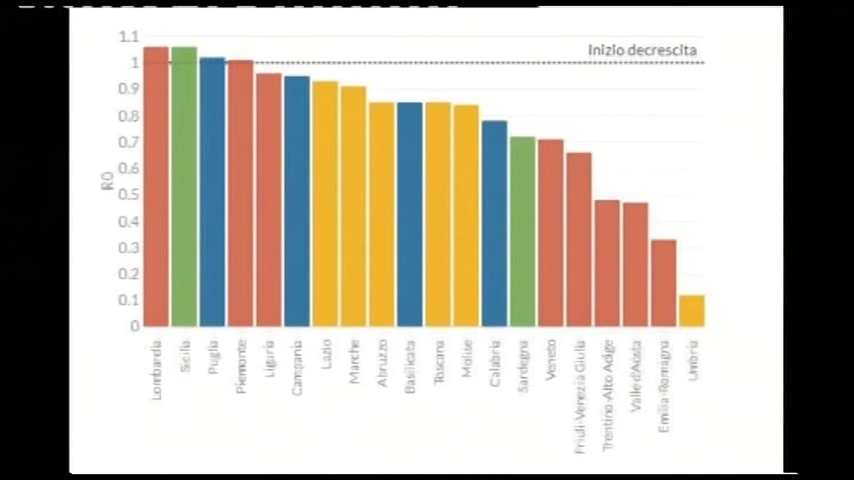 1.1
Inizio decrescita
1
0.9
0.8
0.7
0.6
0.5
0.4
0.3
0.2
0.1
0
R0
Lombardia
Sicilia
Puglia
Piemonte
Liguria
Campania
Lazio
Marche
Abruzzo
Basilicata
Toscana
Molise
Calabria
Sardegna
Veneto
Friuli-Venezia Giulia
Trentino-Alto Adige
Valle d'Aosta
Emilia-Romagna
Umbria